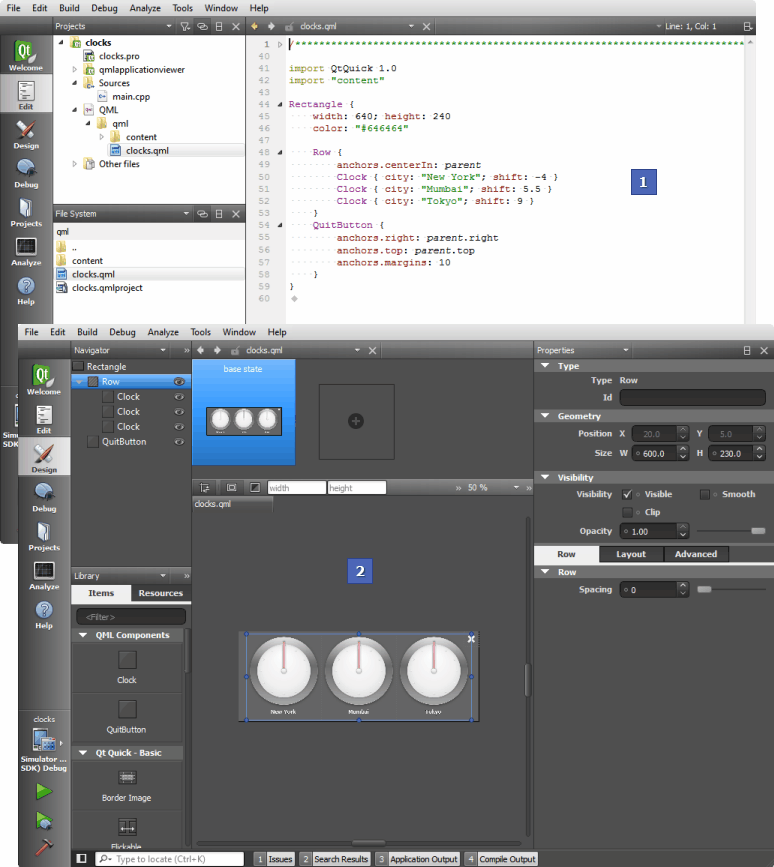 File Edit Build Debug Analyze Tools Window Help
Projects clocks.qml Line: 1, Col: 1
Welcome
Edit
Design
Debug
Projects
Analyze
Help
clocks
clocks.pro
qmlapplicationviewer
Sources
main.cpp
QML
qml
content
clocks.qml
Other files
File System
qml
..
content
clocks.qml
clocks.qmlproject
1 /****************************************************************************
40
41 import QtQuick 1.0
42 import "content"
43
44 Rectangle {
45 width: 640; height: 240
46 color: "#646464"
47
48 Row {
49 anchors.centerIn: parent
50 Clock { city: "New York"; shift: -4 }
51 Clock { city: "Mumbai"; shift: 5.5 }
52 Clock { city: "Tokyo"; shift: 9 }
53 }
54 QuitButton {
55 anchors.right: parent.right
56 anchors.top: parent.top
57 anchors.margins: 10
58 }
59 }
60
1
File Edit Build Debug Analyze Tools Window Help
Welcome
Edit
Design
Debug
Projects
Analyze
Help
clocks
Simulator ...
SDK) Debug
Navigator
Rectangle
Row
Clock
Clock
Clock
QuitButton
Library
Items Resources
<Filter>
QML Components
Clock
QuitButton
Qt Quick - Basic
Border Image
Flickable
clocks.qml
base state
width height 50 %
clocks.qml
2
New York Mumbai Tokyo
Properties
Type
Type Row
Id
Geometry
Position X 20.0 Y 5.0
Size W 600.0 H 230.0
Visibility
Visibility Visible Smooth
Clip
Opacity 1.00
Row Layout Advanced
Row
Spacing 0
Type to locate (Ctrl+K) 1 Issues 2 Search Results 3 Application Output 4 Compile Output